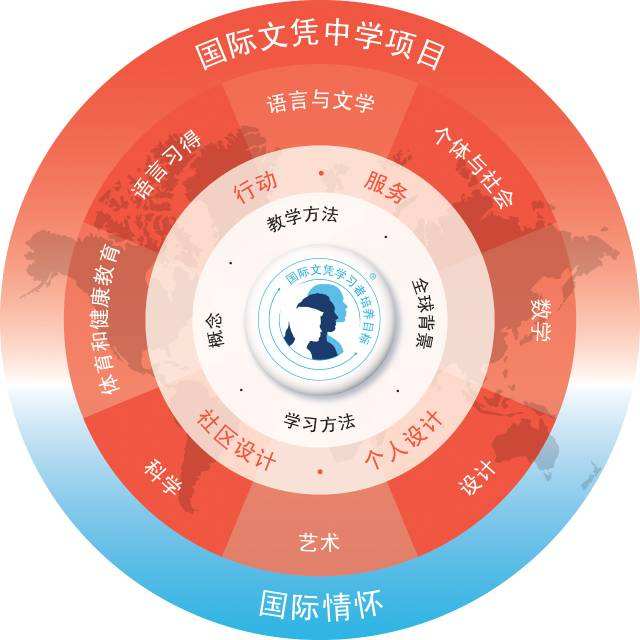 国际文凭中学项目
语言与文学
个体与社会
数学
设计
艺术
科学
体育和健康教育
语言习得
行动
服务
个人设计
社区设计
教学方法
全球背景
学习方法
概念
国际文凭学习者培养目标
®
国际情怀